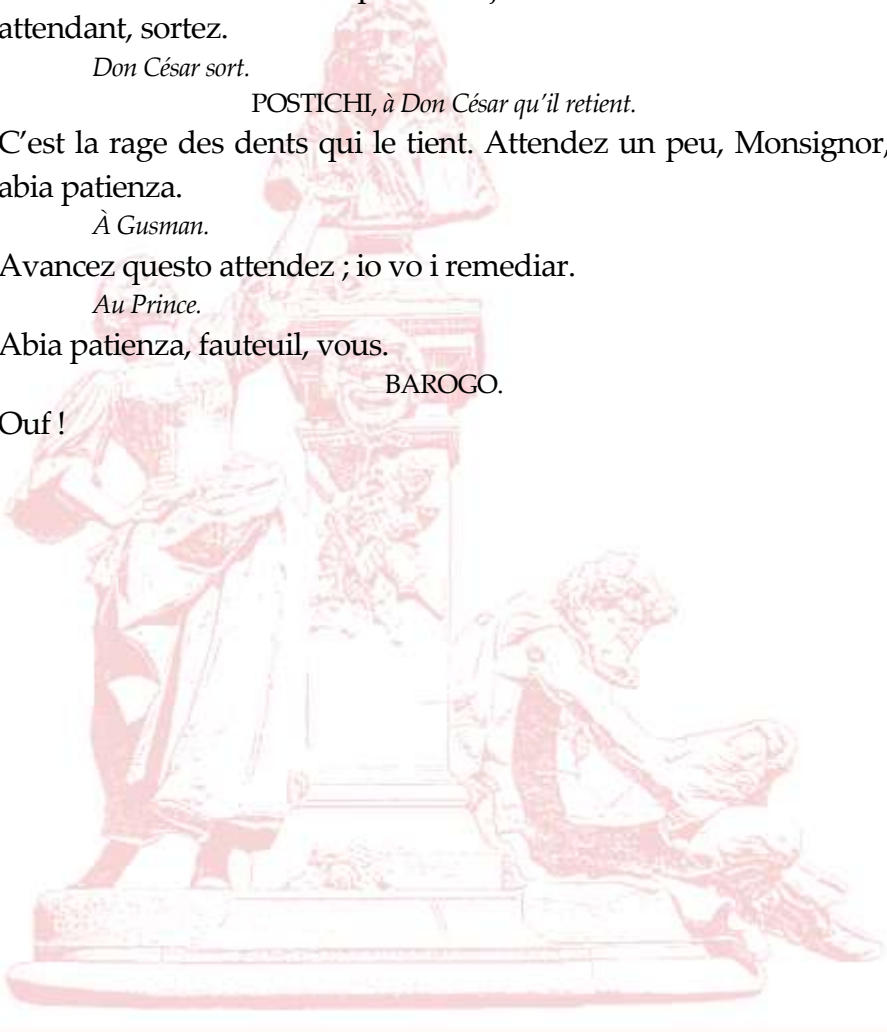 attendant, sortez.
Don César sort.
POSTICHI, à Don César qu'il retient.
C’est la rage des dents qui le tient. Attendez un peu, Monsignor,
abia patienza.
À Gusman.
Avancez questo attendez ; io vo i remediar.
Au Prince.
Abia patienza, fauteuil, vous.
BAROGO.
Ouf !